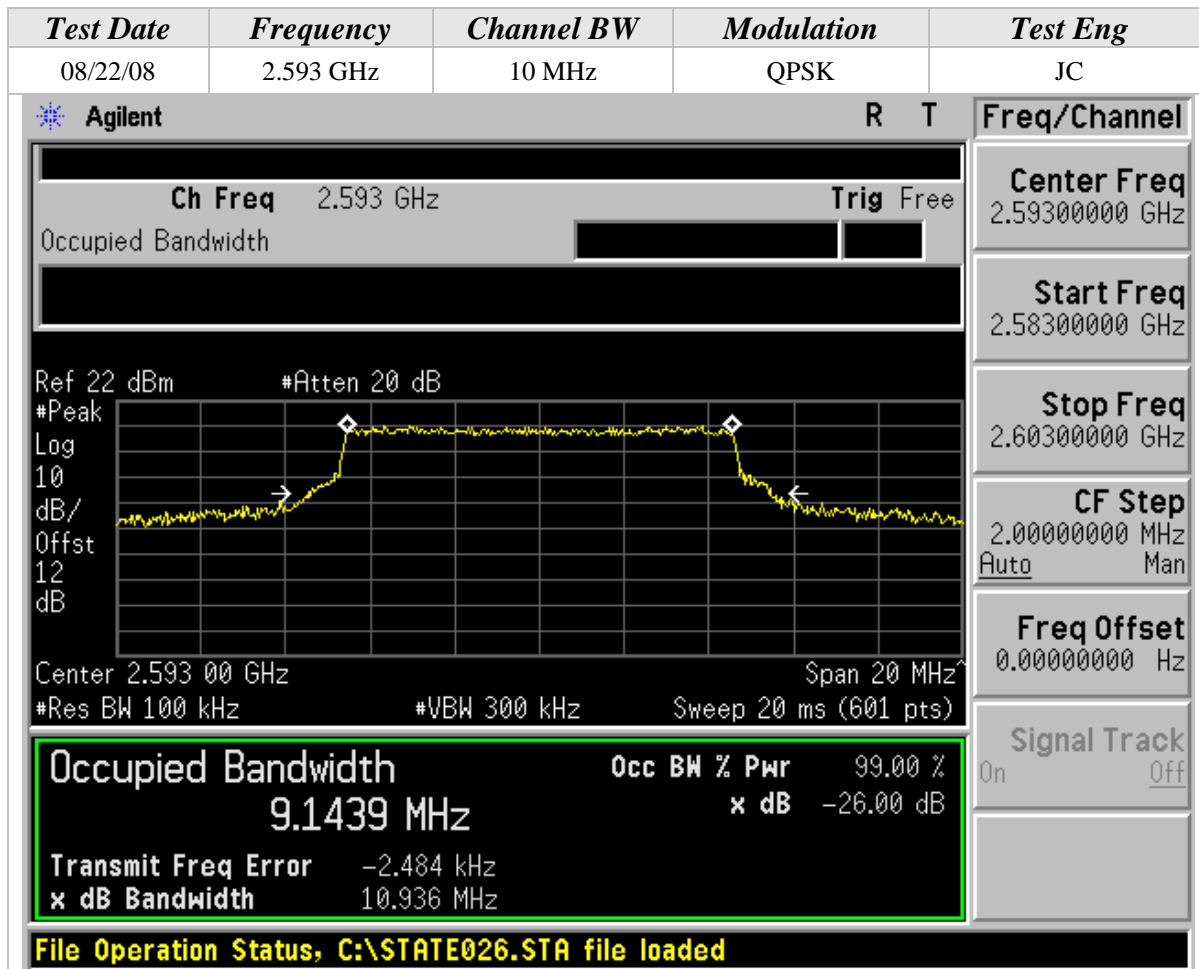 Test Date Frequency Channel BW Modulation Test Eng
08/22/08 2.593 GHz 10 MHz QPSK JC
Agilent R T Freq/Channel
Ch Freq 2.593 GHz Trig Free
Occupied Bandwidth
Center Freq
2.59300000 GHz
Start Freq
2.58300000 GHz
Stop Freq
2.60300000 GHz
CF Step
2.00000000 MHz
Auto Man
Freq Offset
0.00000000 Hz
Signal Track
On Off
Ref 22 dBm #Atten 20 dB
#Peak
Log
10
dB/
Offst
12
dB
Center 2.593 00 GHz Span 20 MHz^
#Res BW 100 kHz #VBW 300 kHz Sweep 20 ms (601 pts)
Occupied Bandwidth Occ BW % Pwr 99.00 %
9.1439 MHz x dB -26.00 dB
Transmit Freq Error -2.484 kHz
x dB Bandwidth 10.936 MHz
File Operation Status, C:\STATE026.STA file loaded